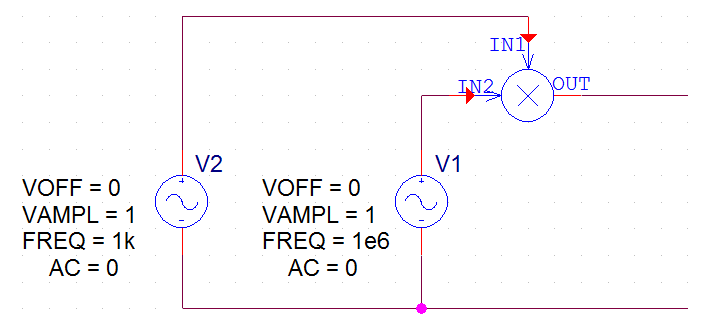 IN1
IN2
OUT
V2
VOFF = 0
VAMPL = 1
FREQ = 1k
AC = 0
V1
VOFF = 0
VAMPL = 1
FREQ = 1e6
AC = 0